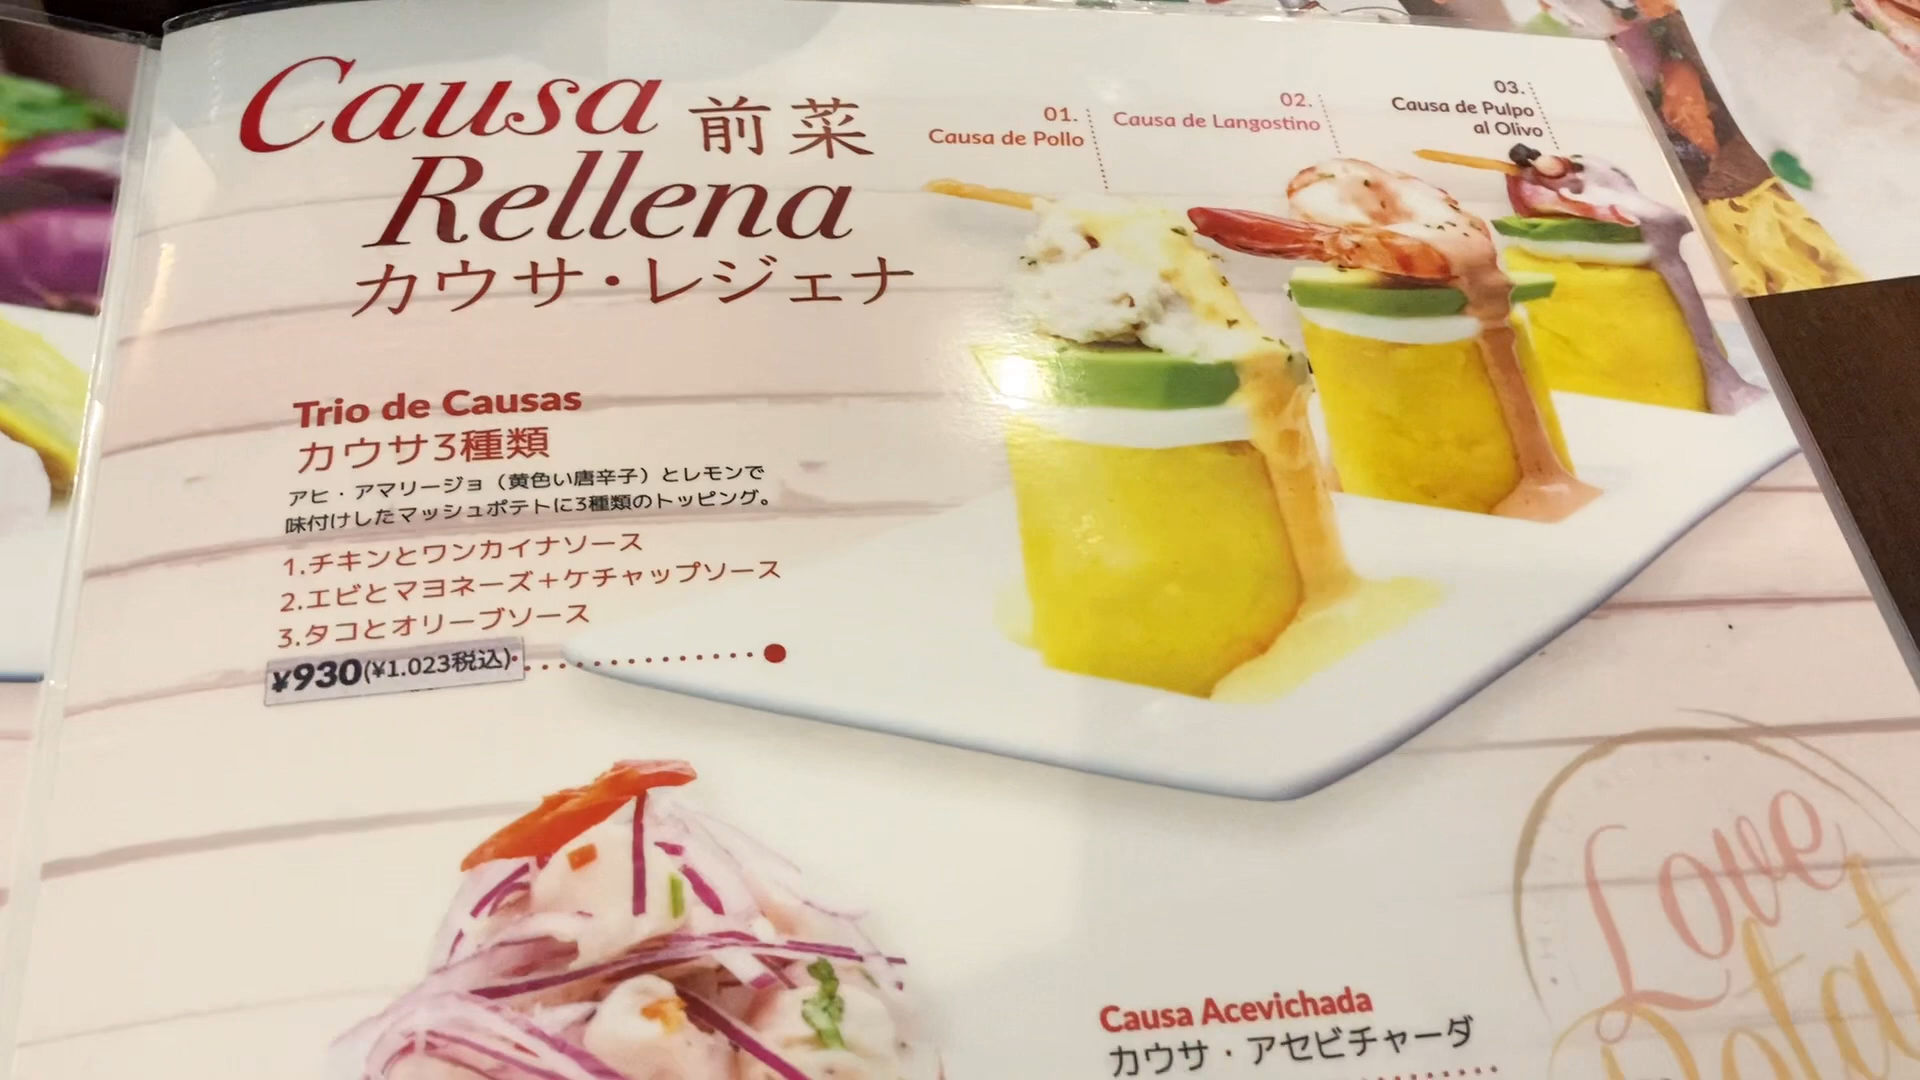 Causa 前菜
Rellena
カウサ・レジェナ
01.
Causa de Pollo
02.
Causa de Langostino
03.
Causa de Pulpo
al Olivo
Trio de Causas
カウサ3種類
アヒ・アマリージョ（黄色い唐辛子）とレモンで
味付けしたマッシュポテトに3種類のトッピング。
1.チキンとワンカイナソース
2.エビとマヨネーズ＋ケチャップソース
3.タコとオリーブソース
¥930(¥1.023税込)
Causa Acevichada
カウサ・アセビチャーダ
Love